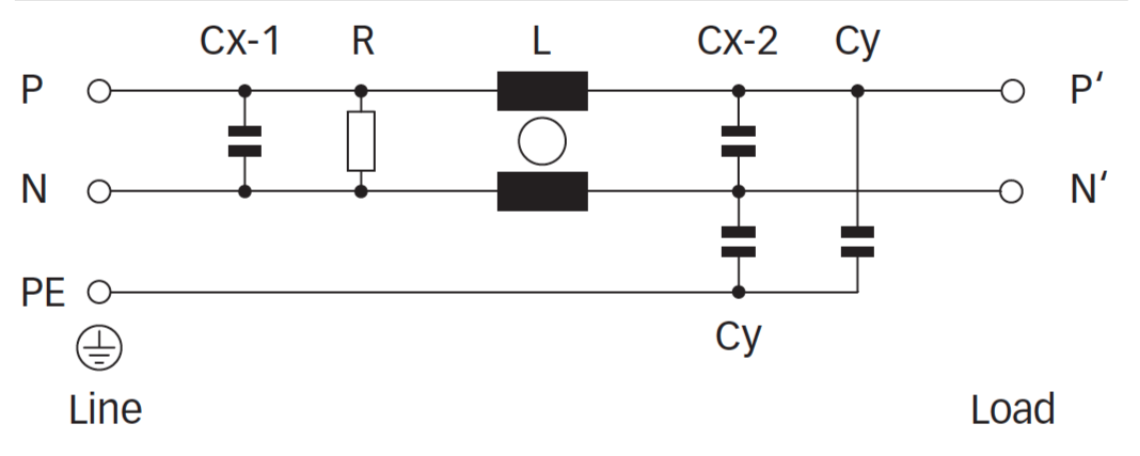 Cx-1 R L Cx-2 Cy
P P‘
N N‘
PE
Cy
Line Load